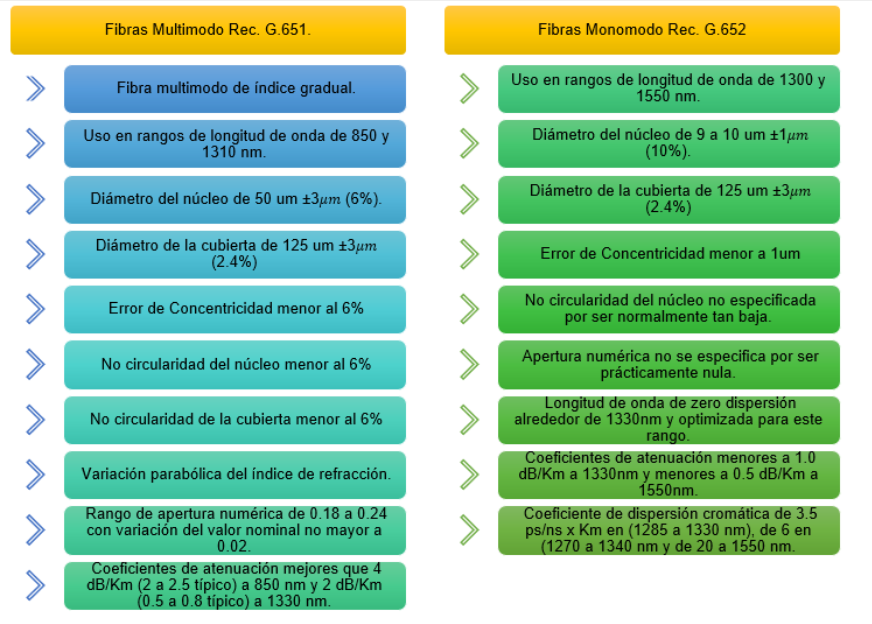 Fibras Multimodo Rec. G.651.
Fibra multimodo de índice gradual.
Uso en rangos de longitud de onda de 850 y
1310 nm.
Diámetro del núcleo de 50 um ±3𝜇𝑚 (6%).
Diámetro de la cubierta de 125 um ±3𝜇𝑚
(2.4%)
Error de Concentricidad menor al 6%
No circularidad del núcleo menor al 6%
No circularidad de la cubierta menor al 6%
Variación parabólica del índice de refracción.
Rango de apertura numérica de 0.18 a 0.24
con variación del valor nominal no mayor a
0.02.
Coeficientes de atenuación mejores que 4
dB/Km (2 a 2.5 típico) a 850 nm y 2 dB/Km
(0.5 a 0.8 típico) a 1330 nm.
Fibras Monomodo Rec. G.652
Uso en rangos de longitud de onda de 1300 y
1550 nm.
Diámetro del núcleo de 9 a 10 um ±1𝜇𝑚
(10%).
Diámetro de la cubierta de 125 um ±3𝜇𝑚
(2.4%)
Error de Concentricidad menor a 1um
No circularidad del núcleo no especificada
por ser normalmente tan baja.
Apertura numérica no se especifica por ser
prácticamente nula.
Longitud de onda de zero dispersión
alrededor de 1330nm y optimizada para este
rango.
Coeficientes de atenuación menores a 1.0
dB/Km a 1330nm y menores a 0.5 dB/Km a
1550nm.
Coeficiente de dispersión cromática de 3.5
ps/ns x Km en (1285 a 1330 nm), de 6 en
(1270 a 1340 nm y de 20 a 1550 nm.